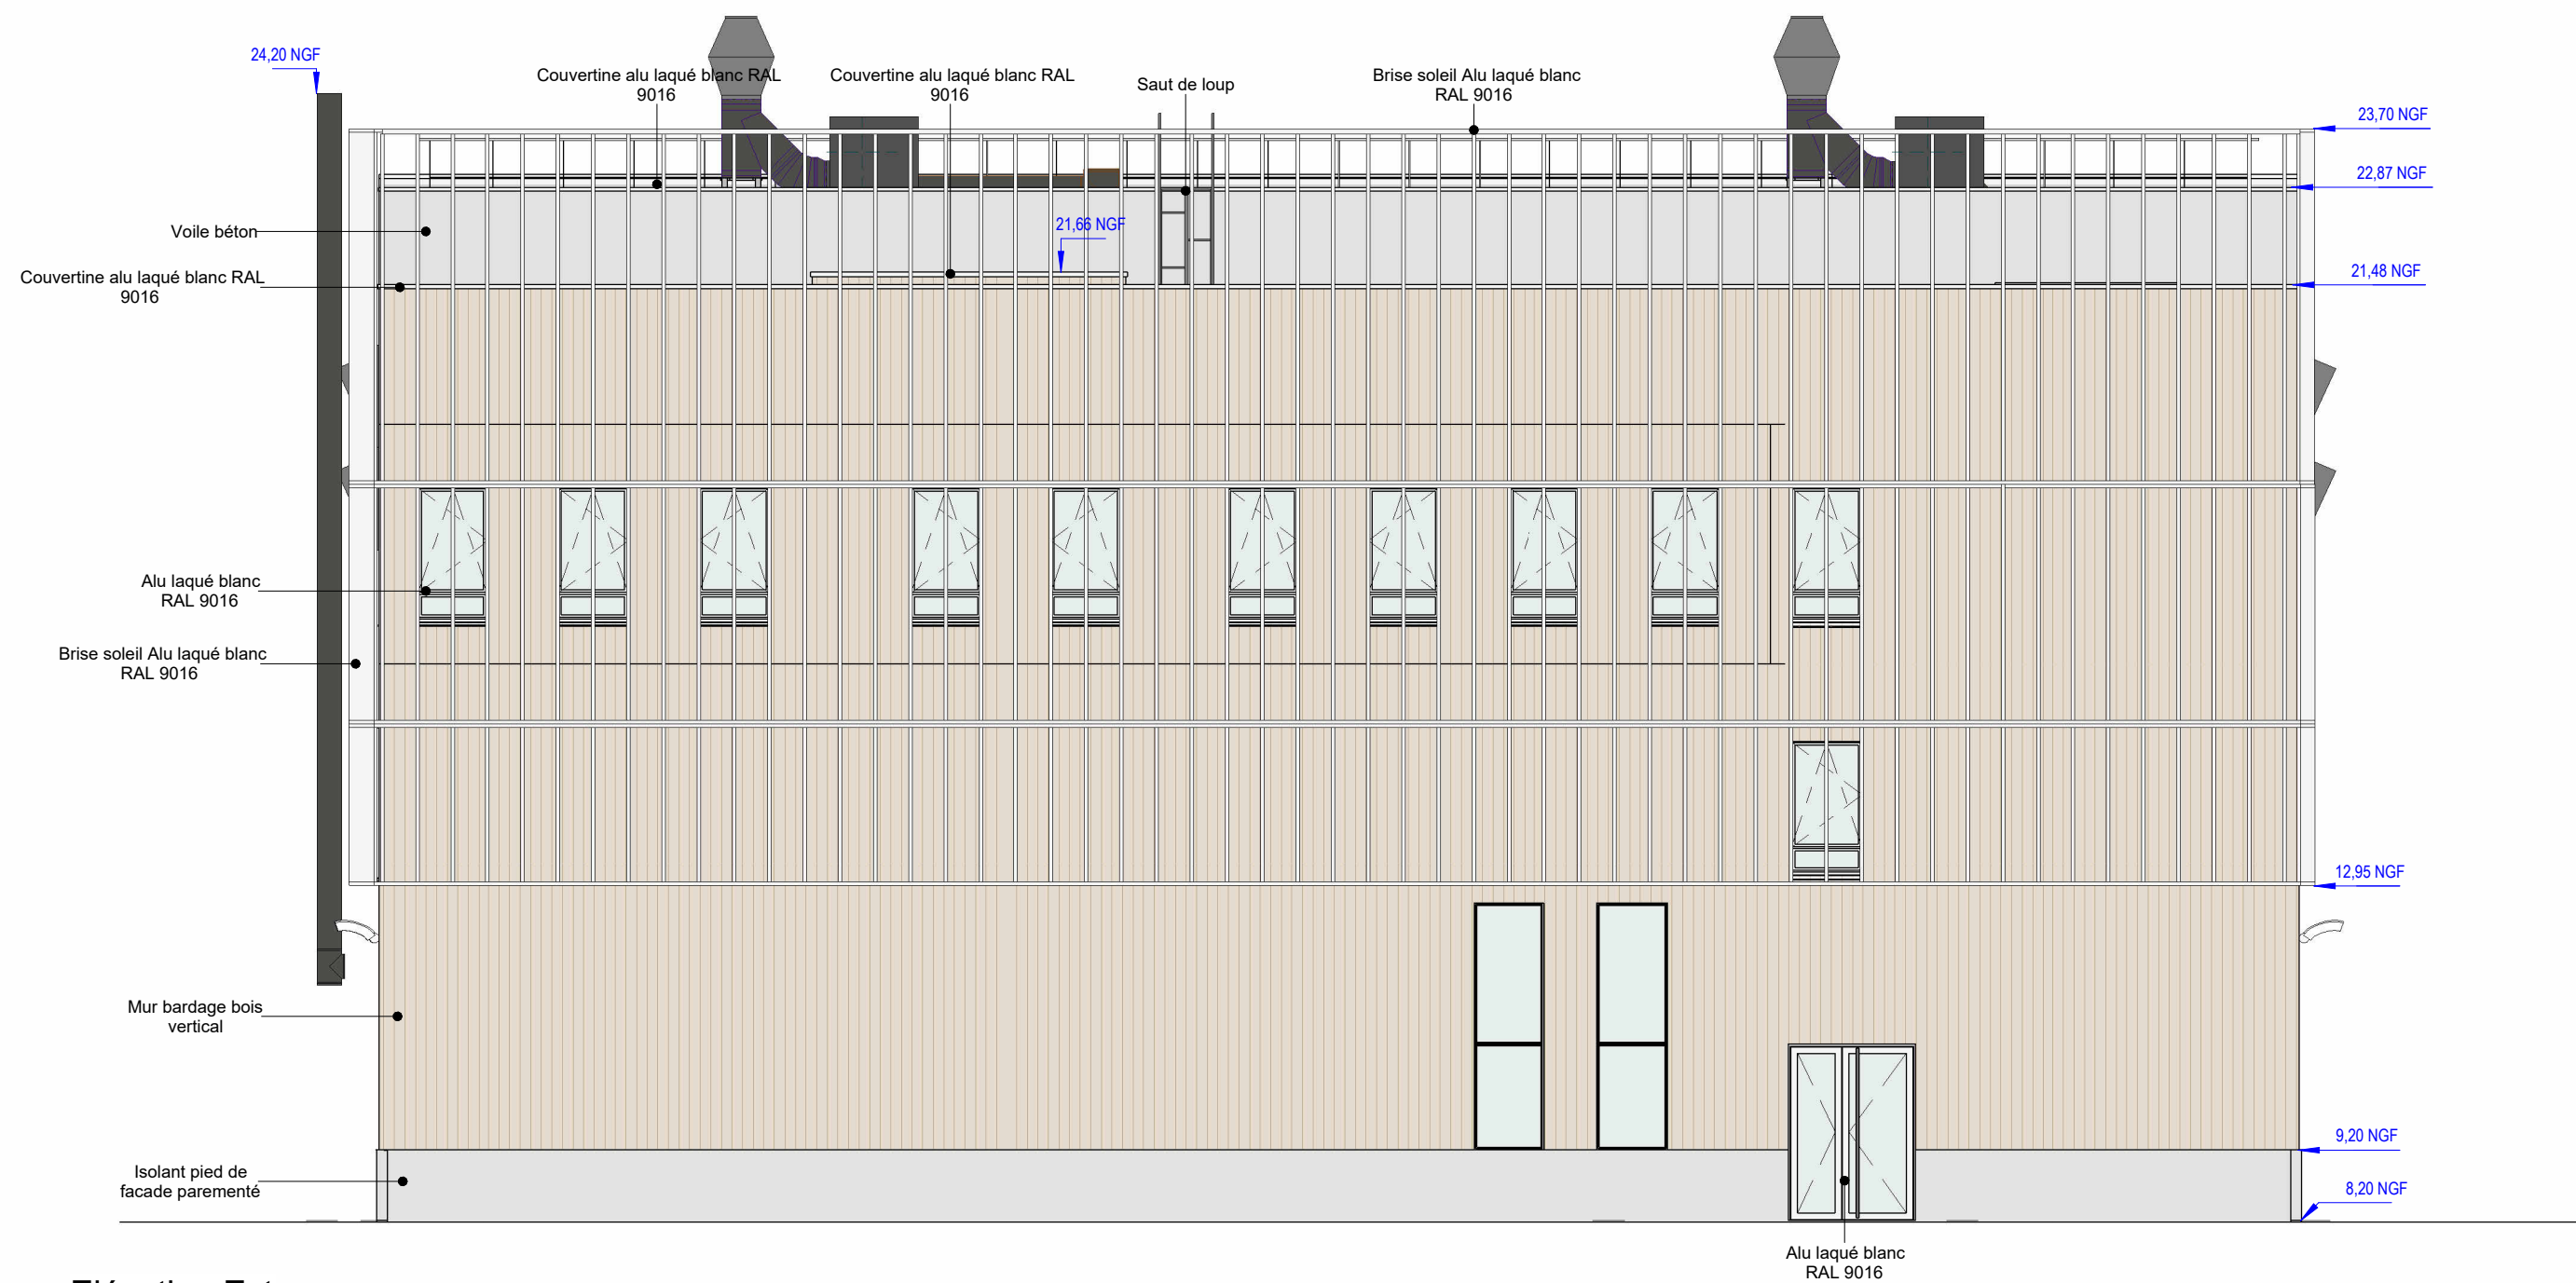 24,20 NGF
Couvertine alu laqué blanc RAL
9016
Couvertine alu laqué blanc RAL
9016
Saut de loup
Brise soleil Alu laqué blanc
RAL 9016
23,70 NGF
22,87 NGF
Voile béton
21,66 NGF
Couvertine alu laqué blanc RAL
9016
21,48 NGF
Alu laqué blanc
RAL 9016
Brise soleil Alu laqué blanc
RAL 9016
12,95 NGF
Mur bardage bois
vertical
9,20 NGF
Isolant pied de
facade parementé
8,20 NGF
Alu laqué blanc
RAL 9016